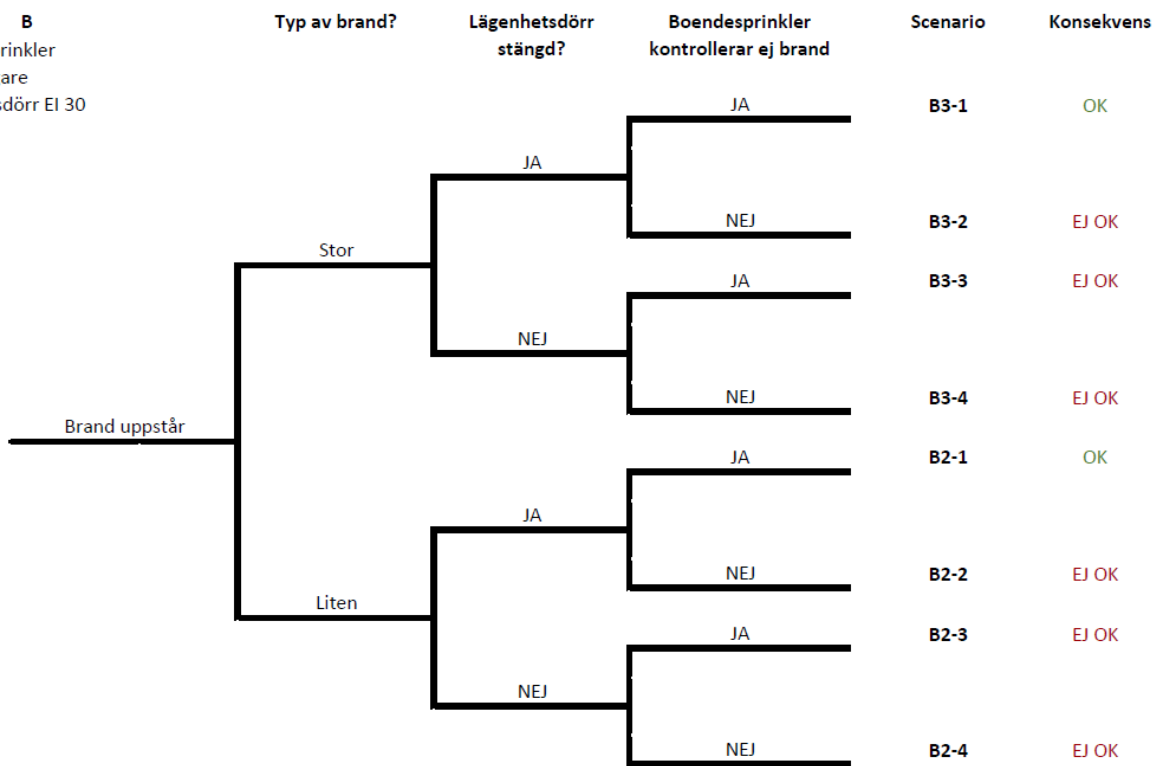 B
Typ av brand?
Lägenhetsdörr
stängd?
Boendesprinkler
kontrollerar ej brand
Scenario
Konsekvens
EI 30
JA
B3-1
OK
JA
NEJ
B3-2
EJ OK
Stor
JA
B3-3
EJ OK
NEJ
NEJ
B3-4
EJ OK
Brand uppstår
JA
B2-1
OK
JA
NEJ
B2-2
EJ OK
Liten
JA
B2-3
EJ OK
NEJ
NEJ
B2-4
EJ OK